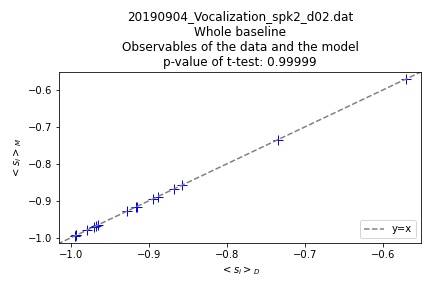 20190904_Vocalization_spk2_d02.dat
Whole baseline
Observables of the data and the model
p-value of t-test: 0.99999
−0.6
−0.7
−0.8
−0.9
−1.0
< s_i >_M
y=x
−1.0 −0.9 −0.8 −0.7 −0.6
< s_i >_D